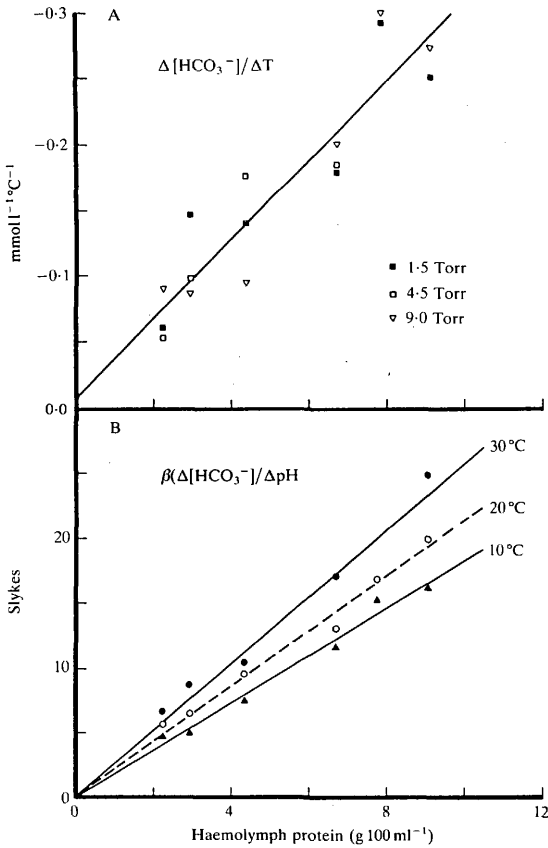 A
Δ[HCO₃⁻]/ΔT
−0·3
−0·2
−0·1
0·0
mmol l⁻¹ °C⁻¹
1·5 Torr
4·5 Torr
9·0 Torr
B
β(Δ[HCO₃⁻]/ΔpH
30°C
20°C
10°C
20
10
0
Slykes
0 4 8 12
Haemolymph protein (g 100 ml⁻¹)